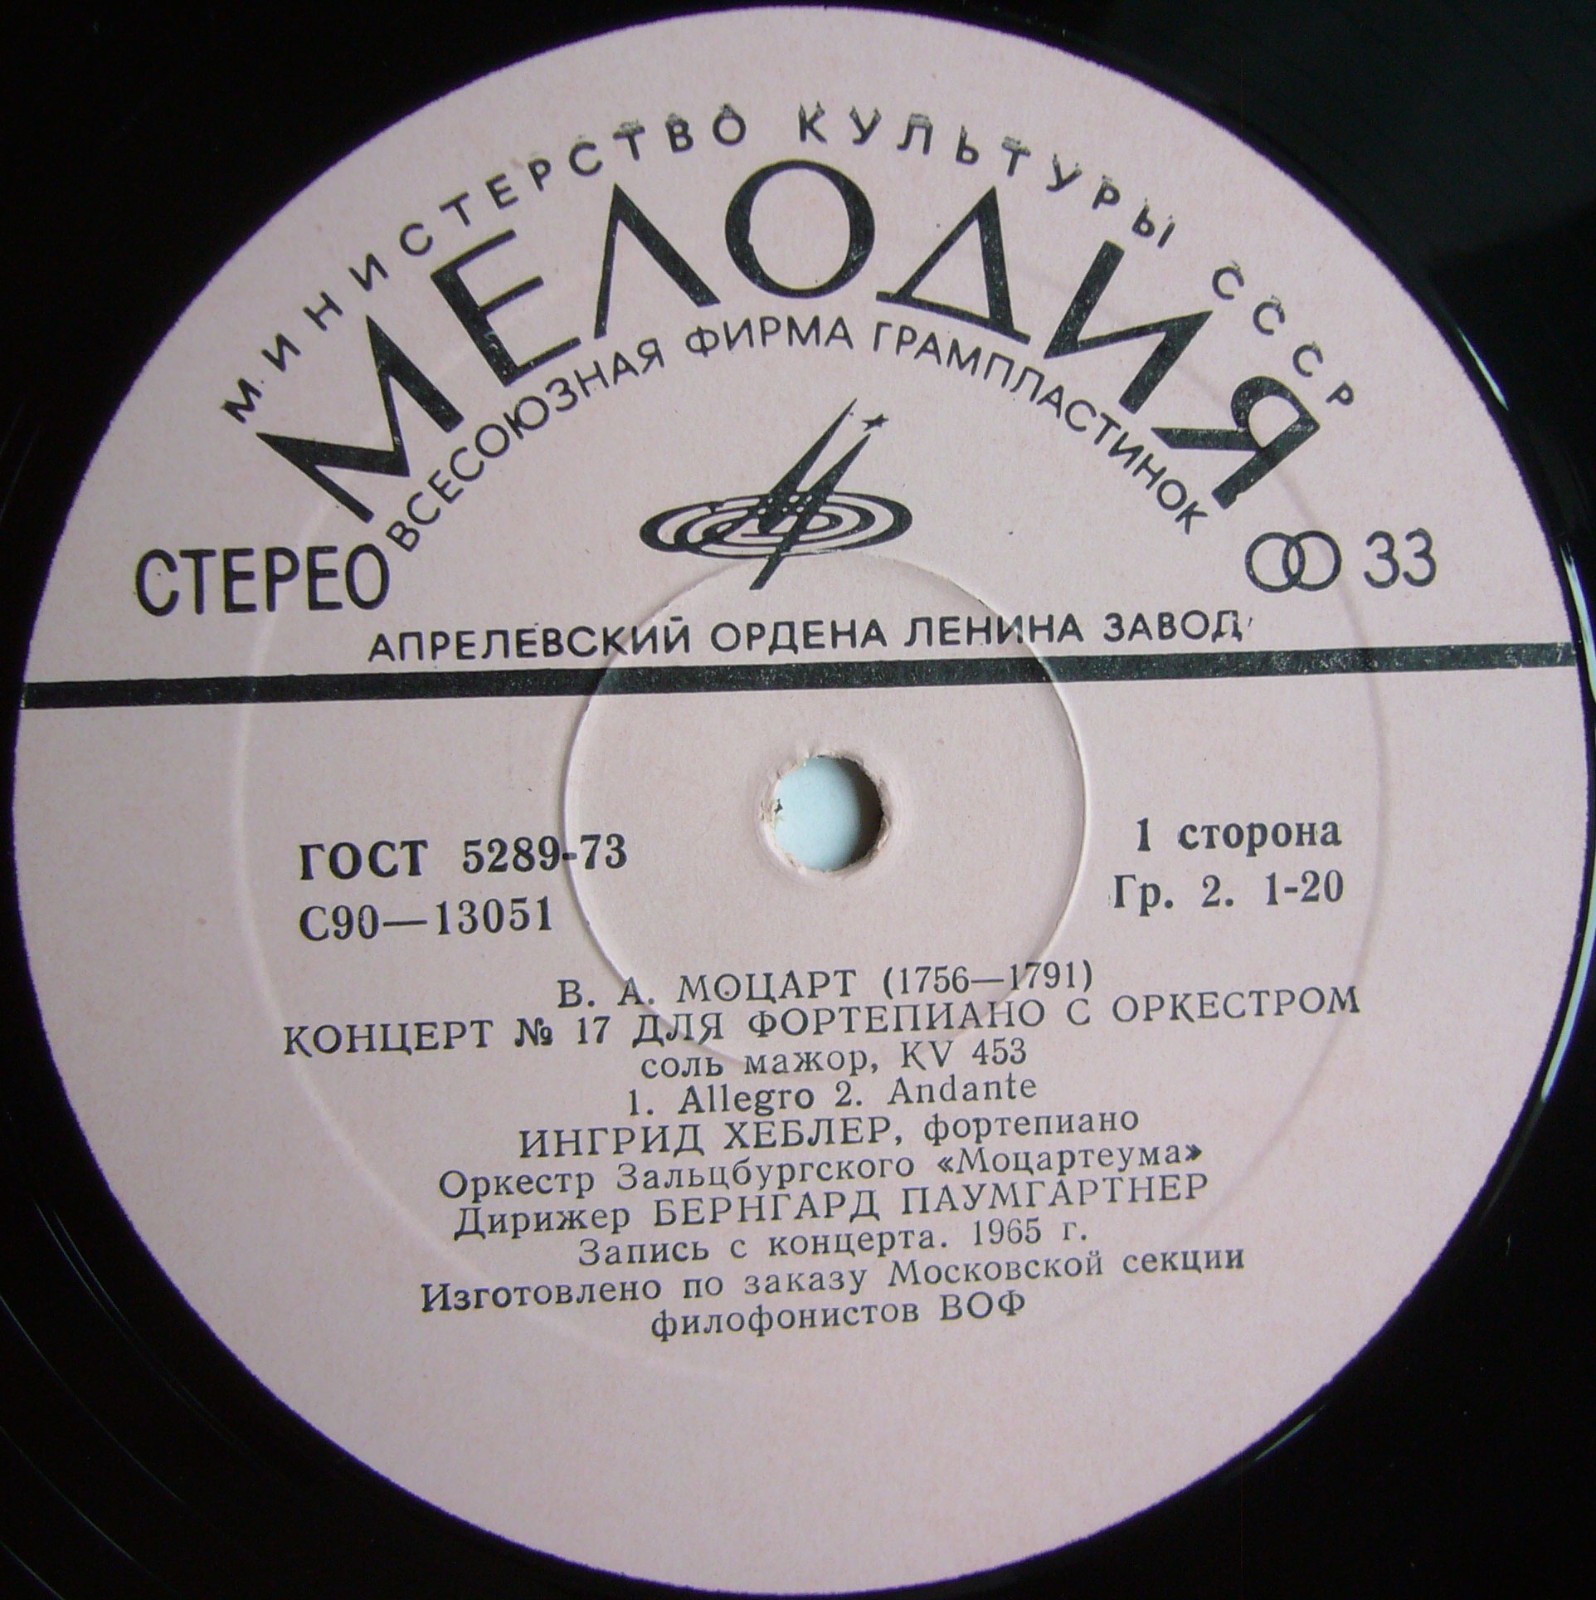 МИНИСТЕРСТВО КУЛЬТУРЫ СССР
МЕЛОДИЯ
ВСЕСОЮЗНАЯ ФИРМА ГРАМПЛАСТИНОК
СТЕРЕО
33
АПРЕЛЕВСКИЙ ОРДЕНА ЛЕНИНА ЗАВОД
ГОСТ 5289-73
1 сторона
С90—13051
Гр. 2. 1-20
В. А. МОЦАРТ (1756—1791)
КОНЦЕРТ № 17 ДЛЯ ФОРТЕПИАНО С ОРКЕСТРОМ
соль мажор, KV 453
1. Allegro 2. Andante
ИНГРИД ХЕБЛЕР, фортепиано
Оркестр Зальцбургского «Моцартеума»
Дирижер БЕРНГАРД ПАУМГАРТНЕР
Запись с концерта. 1965 г.
Изготовлено по заказу Московской секции
филофонистов ВОФ